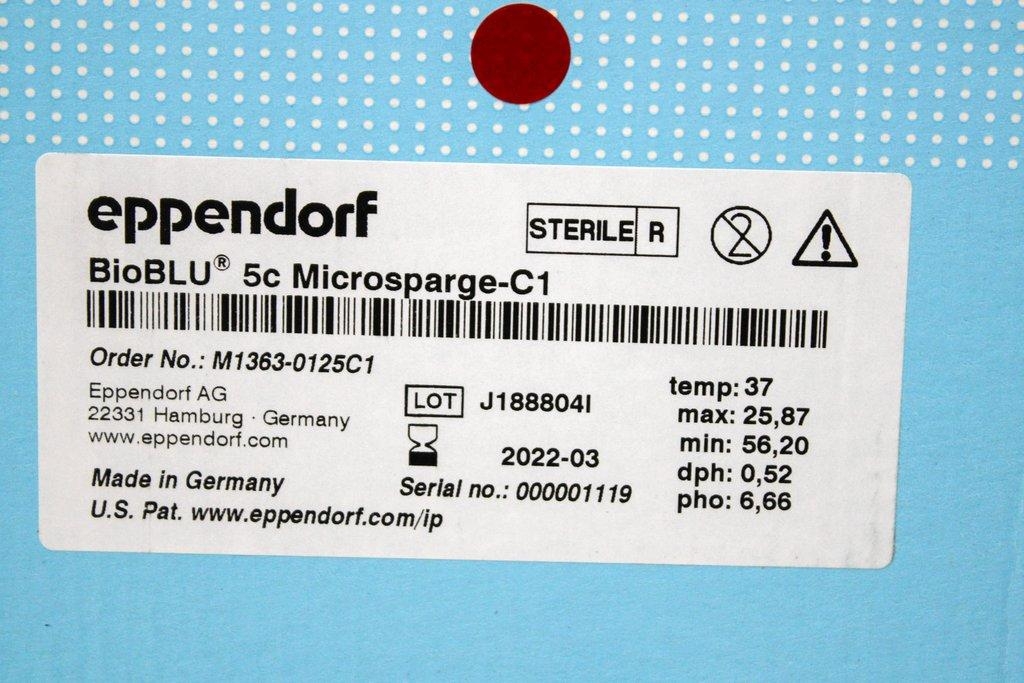 eppendorf
STERILE R
BioBLU® 5c Microsparge-C1
Order No.: M1363-0125C1
Eppendorf AG
22331 Hamburg · Germany
www.eppendorf.com
Made in Germany
U.S. Pat. www.eppendorf.com/ip
LOT J188804I
2022-03
Serial no.: 000001119
temp: 37
max: 25,87
min: 56,20
dph: 0,52
pho: 6,66
2